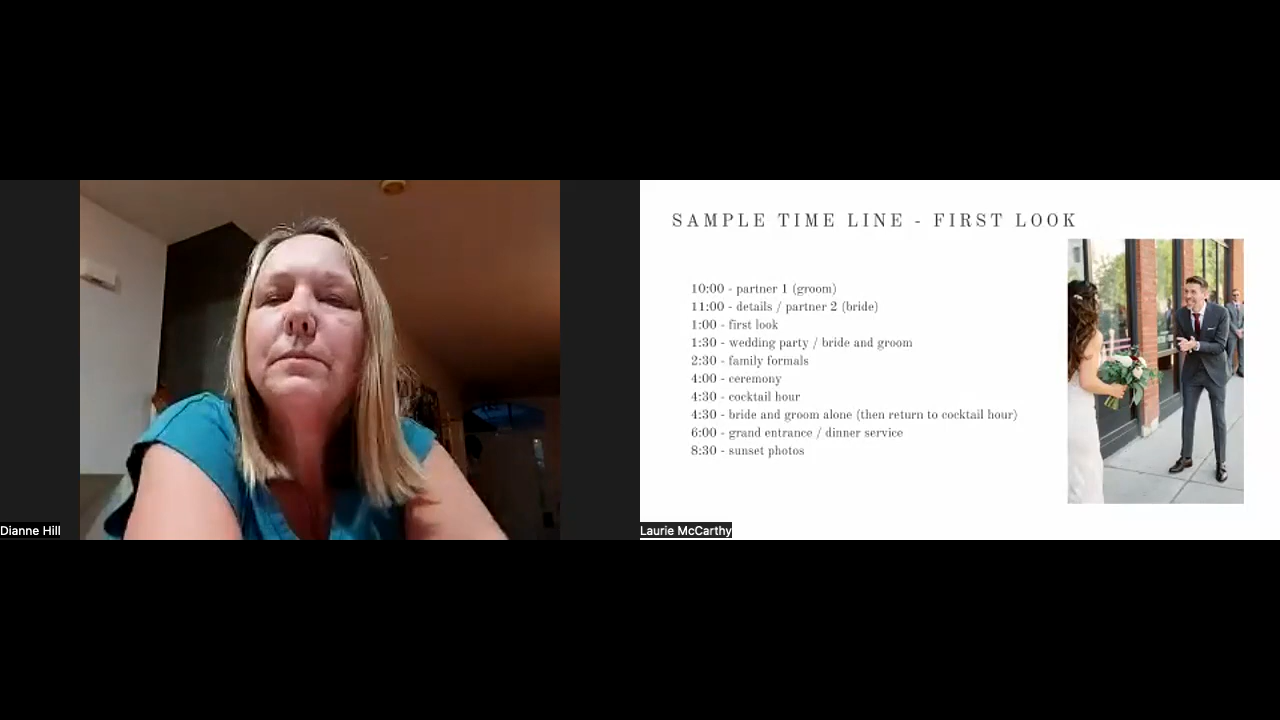 SAMPLE TIME LINE - FIRST LOOK
10:00 - partner 1 (groom)
11:00 - details / partner 2 (bride)
1:00 - first look
1:30 - wedding party / bride and groom
2:30 - family formals
4:00 - ceremony
4:30 - cocktail hour
4:30 - bride and groom alone (then return to cocktail hour)
6:00 - grand entrance / dinner service
8:30 - sunset photos
Dianne Hill
Laurie McCarthy